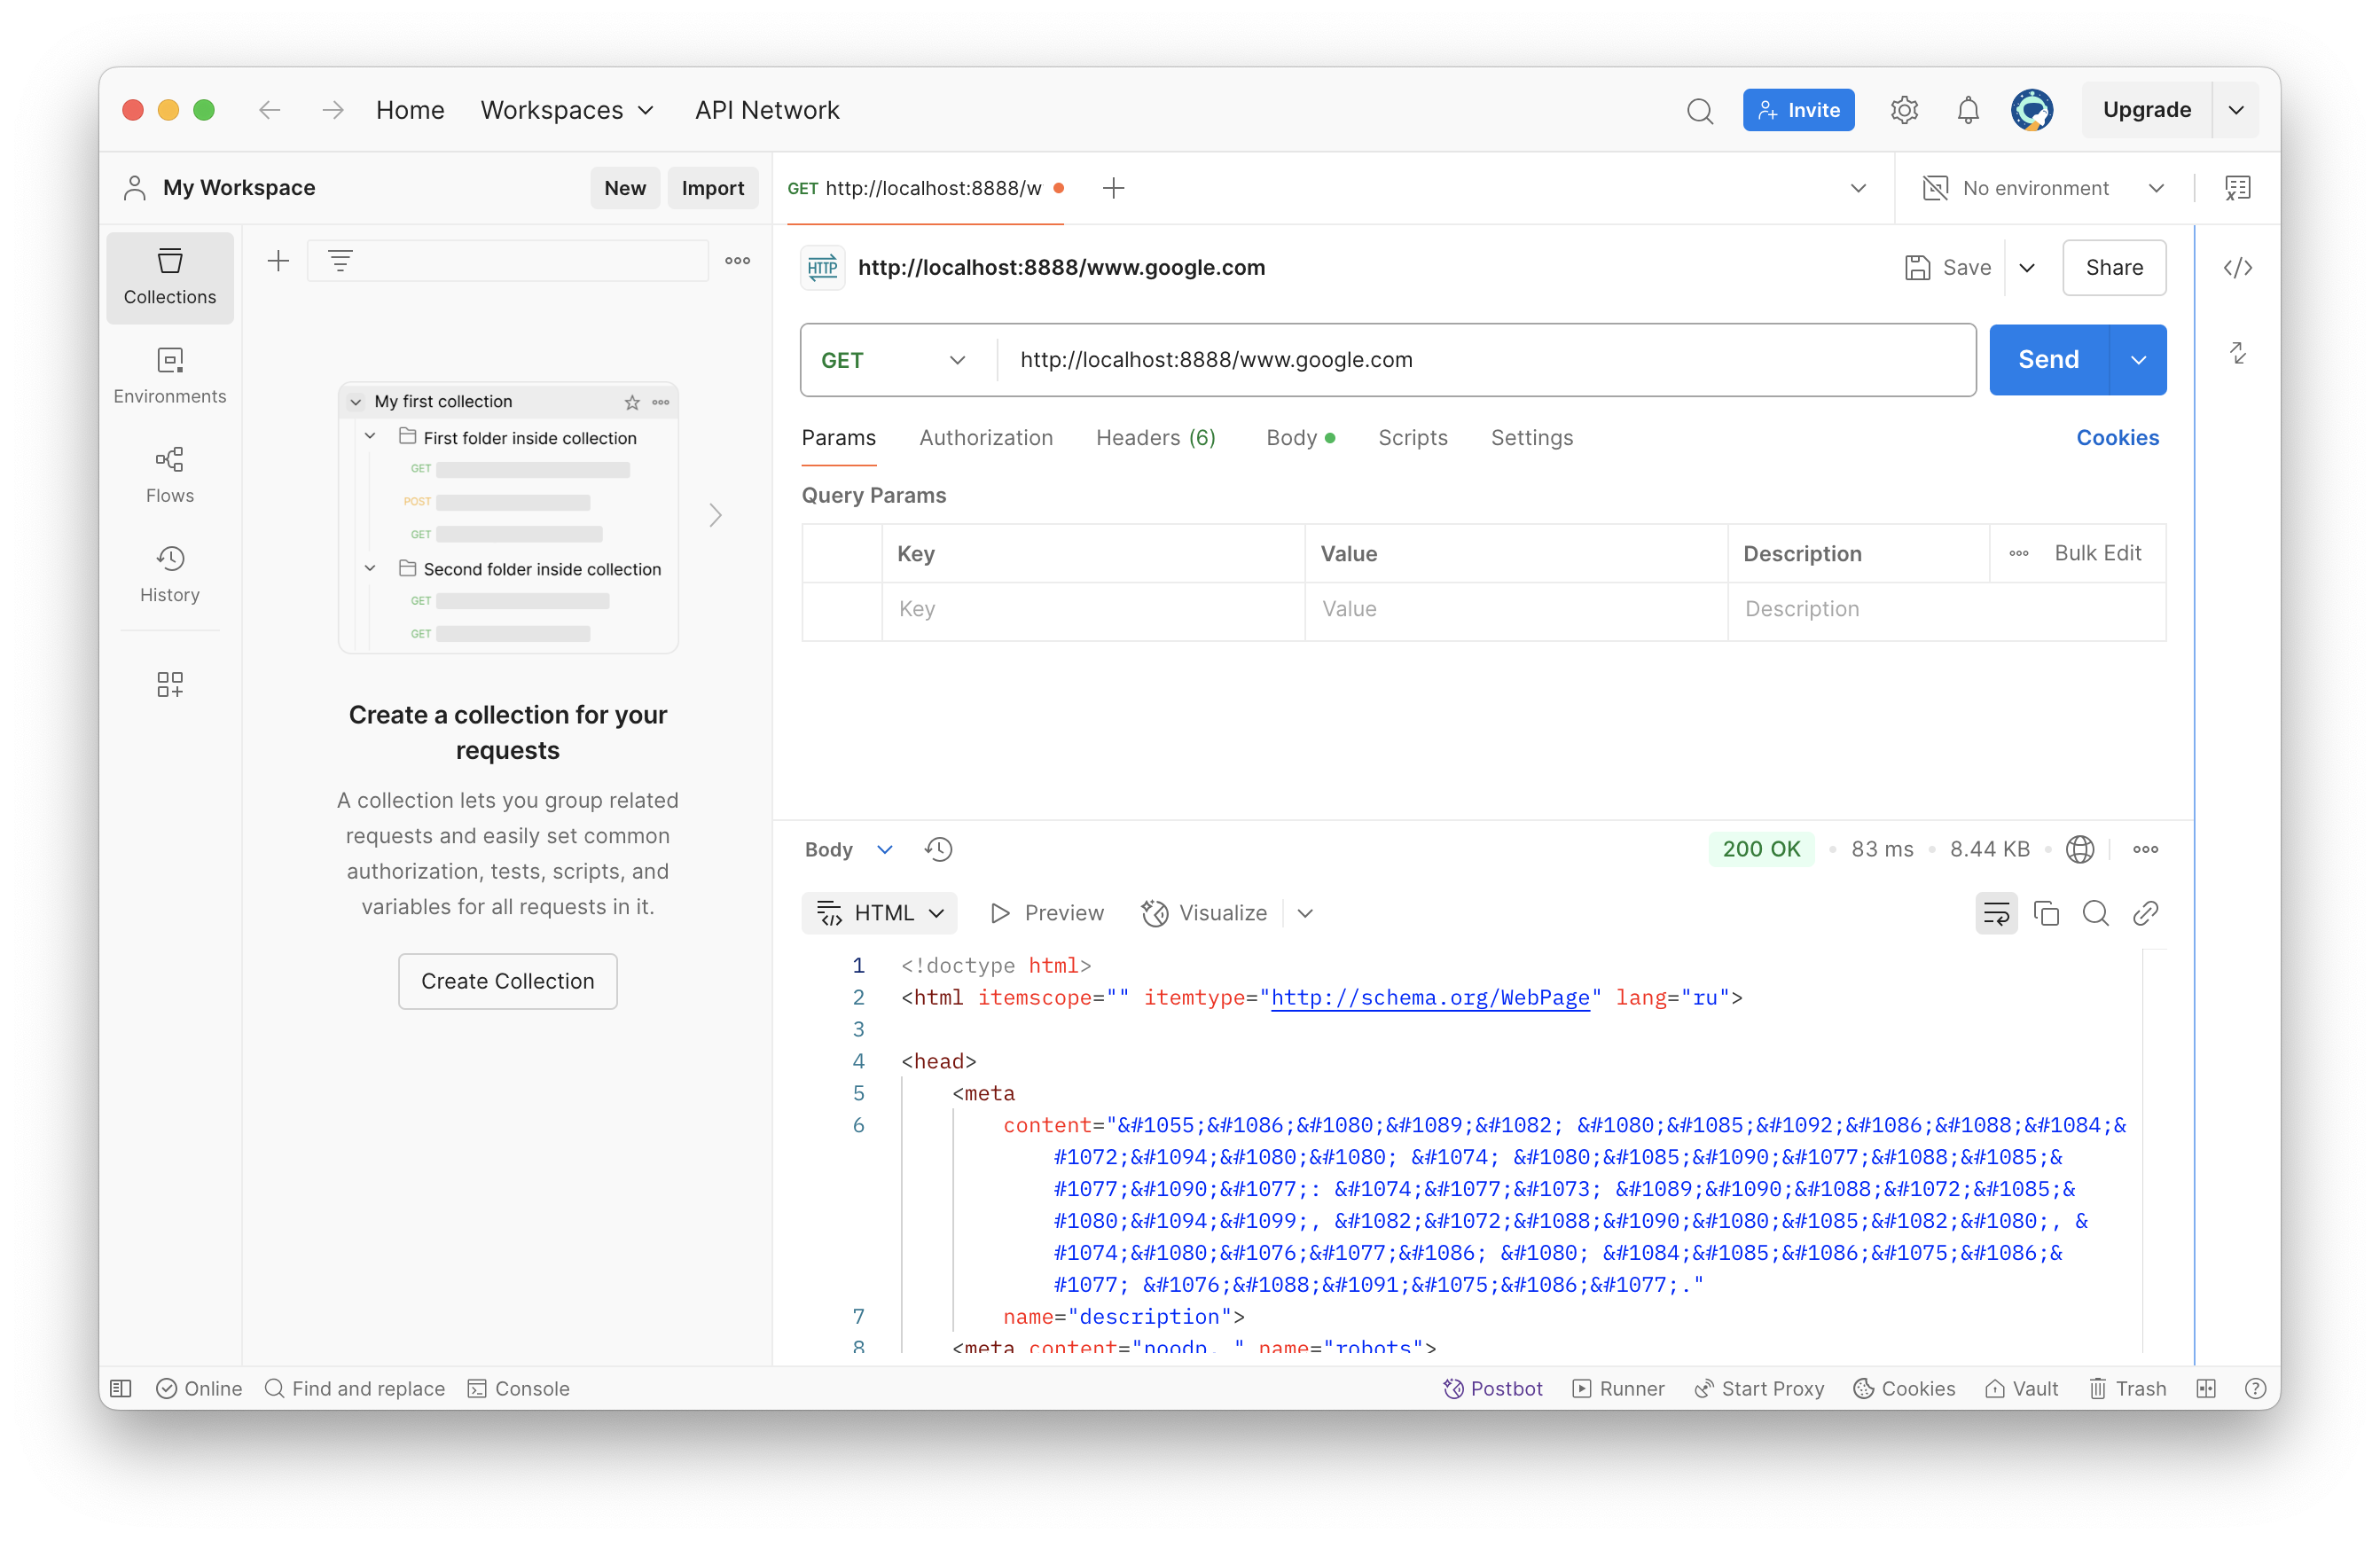 Home Workspaces API Network Invite Upgrade
My Workspace New Import
GET http://localhost:8888/w No environment
Collections
Environments
Flows
History
My first collection
First folder inside collection
GET
POST
GET
Second folder inside collection
GET
GET
Create a collection for your
requests
A collection lets you group related
requests and easily set common
authorization, tests, scripts, and
variables for all requests in it.
Create Collection
HTTP http://localhost:8888/www.google.com Save Share
GET http://localhost:8888/www.google.com Send
Params Authorization Headers (6) Body Scripts Settings Cookies
Query Params
Key Value Description Bulk Edit
Key Value Description
Body 200 OK 83 ms 8.44 KB
HTML Preview Visualize
1 <!doctype html>
2 <html itemscope="" itemtype="http://schema.org/WebPage" lang="ru">
3
4 <head>
5 <meta
6 content="&#1055;&#1086;&#1080;&#1089;&#1082; &#1080;&#1085;&#1092;&#1086;&#1088;&#1084;&
#1072;&#1094;&#1080;&#1080; &#1074; &#1080;&#1085;&#1090;&#1077;&#1088;&#1085;&
#1077;&#1090;&#1077;: &#1074;&#1077;&#1073; &#1089;&#1090;&#1088;&#1072;&#1085;&
#1080;&#1094;&#1099;, &#1082;&#1072;&#1088;&#1090;&#1080;&#1085;&#1082;&#1080;, &
#1074;&#1080;&#1076;&#1077;&#1086; &#1080; &#1084;&#1085;&#1086;&#1075;&#1086;&
#1077; &#1076;&#1088;&#1091;&#1075;&#1086;&#1077;."
7 name="description">
8 <meta content="noodp, " name="robots">
Online Find and replace Console Postbot Runner Start Proxy Cookies Vault Trash